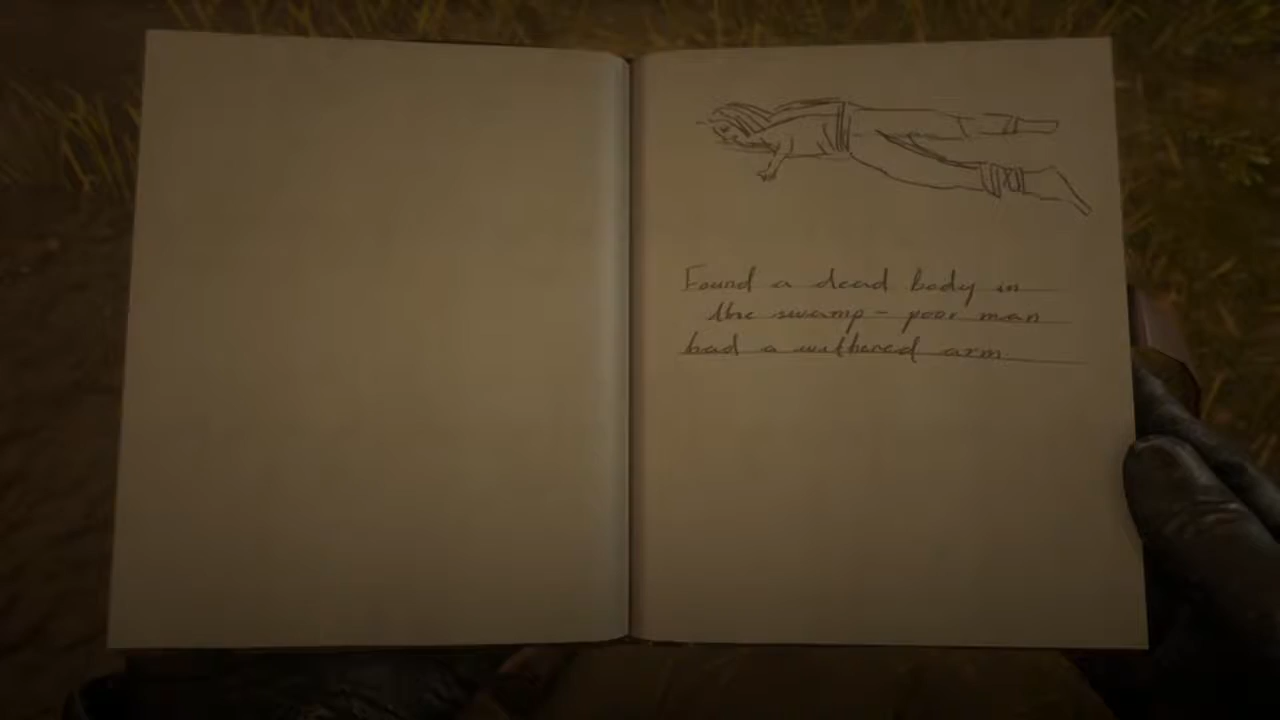 Found a dead body in
the swamp - poor man
had a withered arm.